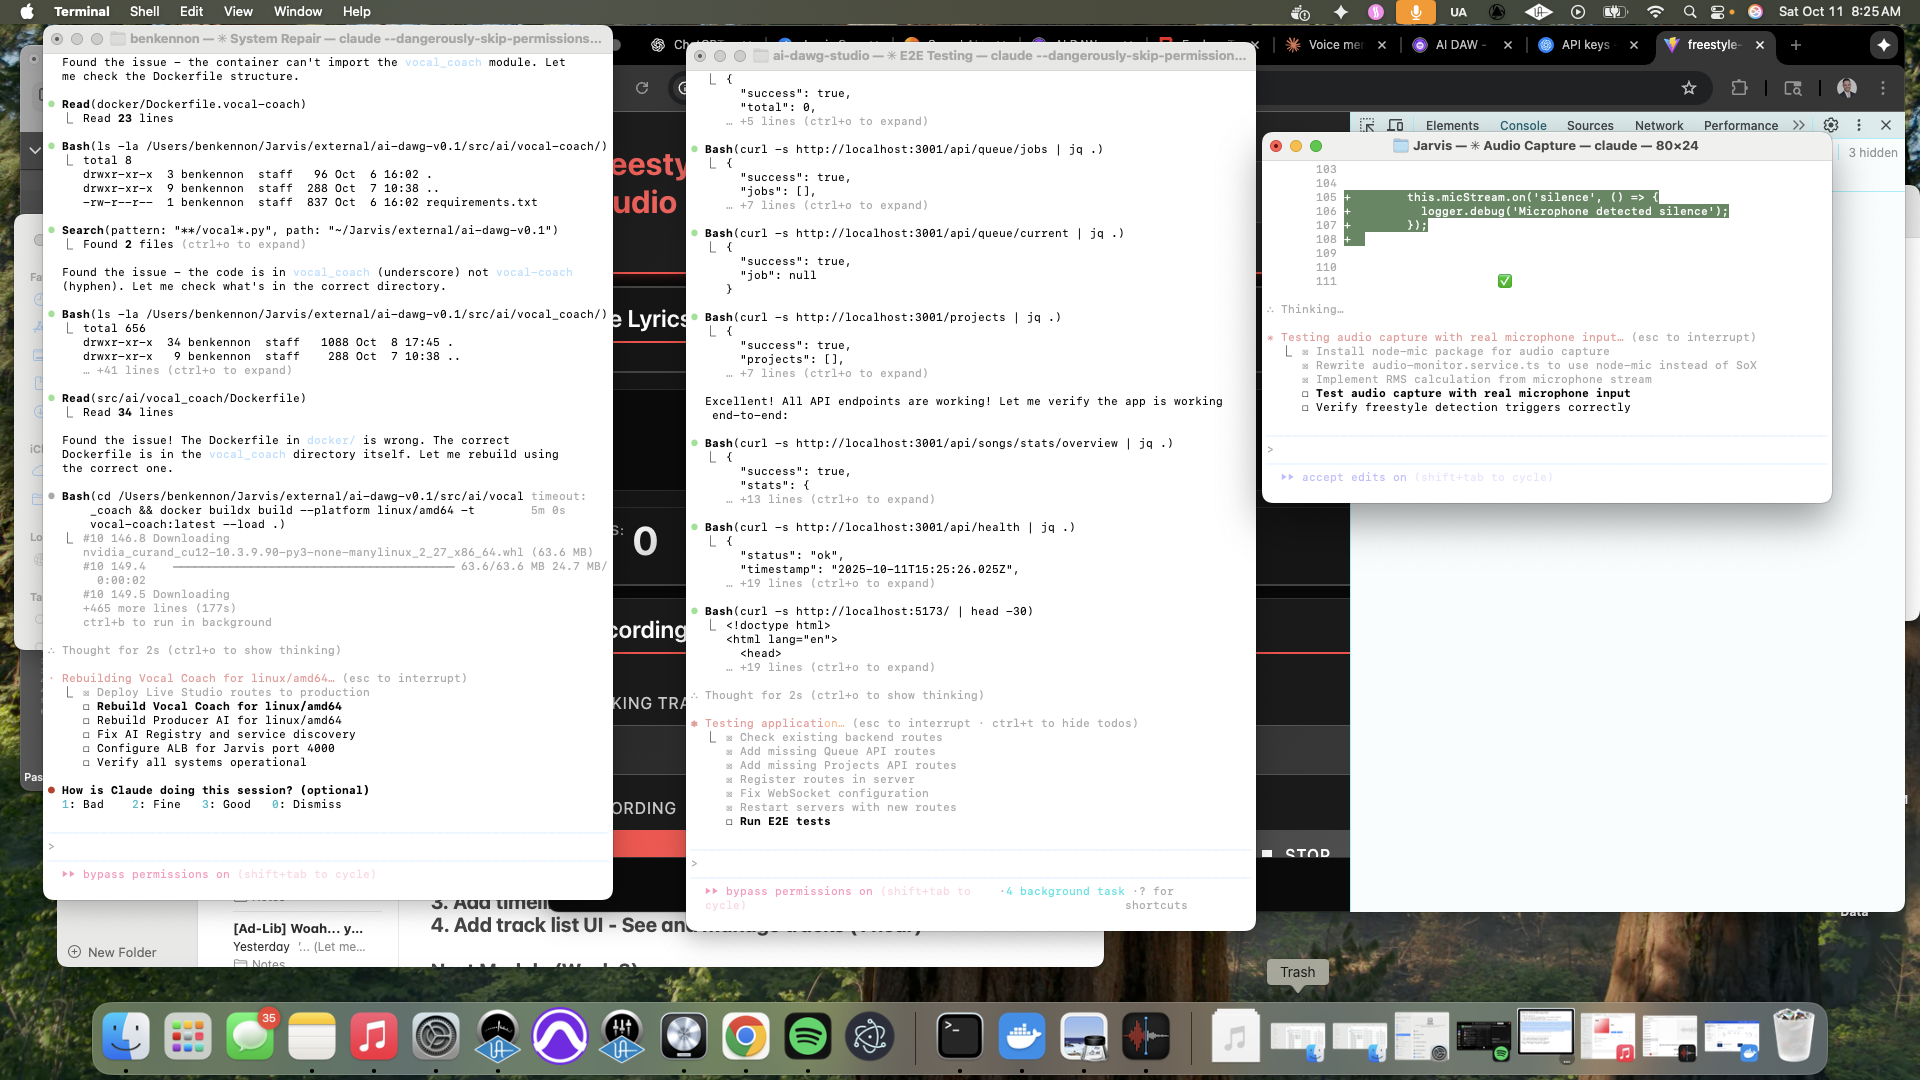 Terminal Shell Edit View Window Help
UA
Sat Oct 11 8:25 AM
benkennon — ✳ System Repair — claude --dangerously-skip-permissions...
Found the issue – the container can't import the vocal_coach module. Let
me check the Dockerfile structure.
Read(docker/Dockerfile.vocal-coach)
Read 23 lines
Bash(ls -la /Users/benkennon/Jarvis/external/ai-dawg-v0.1/src/ai/vocal-coach/)
total 8
drwxr-xr-x 3 benkennon staff 96 Oct 6 16:02 .
drwxr-xr-x 9 benkennon staff 288 Oct 7 10:38 ..
-rw-r--r-- 1 benkennon staff 837 Oct 6 16:02 requirements.txt
Search(pattern: "**/vocal*.py", path: "~/Jarvis/external/ai-dawg-v0.1")
Found 2 files (ctrl+o to expand)
Found the issue – the code is in vocal_coach (underscore) not vocal-coach
(hyphen). Let me check what's in the correct directory.
Bash(ls -la /Users/benkennon/Jarvis/external/ai-dawg-v0.1/src/ai/vocal_coach/)
total 656
drwxr-xr-x 34 benkennon staff 1088 Oct 8 17:45 .
drwxr-xr-x 9 benkennon staff 288 Oct 7 10:38 ..
… +41 lines (ctrl+o to expand)
Read(src/ai/vocal_coach/Dockerfile)
Read 34 lines
Found the issue! The Dockerfile in docker/ is wrong. The correct
Dockerfile is in the vocal_coach directory itself. Let me rebuild using
the correct one.
Bash(cd /Users/benkennon/Jarvis/external/ai-dawg-v0.1/src/ai/vocal timeout:
_coach && docker buildx build --platform linux/amd64 -t 5m 0s
vocal-coach:latest --load .)
#10 146.8 Downloading
nvidia_curand_cu12-10.3.9.90-py3-none-manylinux_2_27_x86_64.whl (63.6 MB)
#10 149.4 63.6/63.6 MB 24.7 MB/
0:00:02
#10 149.5 Downloading
+465 more lines (177s)
ctrl+b to run in background
∴ Thought for 2s (ctrl+o to show thinking)
· Rebuilding Vocal Coach for linux/amd64… (esc to interrupt)
☒ Deploy Live Studio routes to production
☐ Rebuild Vocal Coach for linux/amd64
☐ Rebuild Producer AI for linux/amd64
☐ Fix AI Registry and service discovery
☐ Configure ALB for Jarvis port 4000
☐ Verify all systems operational
● How is Claude doing this session? (optional)
1: Bad 2: Fine 3: Good 0: Dismiss
>
▸▸ bypass permissions on (shift+tab to cycle)
ai-dawg-studio — ✳ E2E Testing — claude --dangerously-skip-permission...
{
"success": true,
"total": 0,
… +5 lines (ctrl+o to expand)
Bash(curl -s http://localhost:3001/api/queue/jobs | jq .)
{
"success": true,
"jobs": [],
… +7 lines (ctrl+o to expand)
Bash(curl -s http://localhost:3001/api/queue/current | jq .)
{
"success": true,
"job": null
}
Bash(curl -s http://localhost:3001/projects | jq .)
{
"success": true,
"projects": [],
… +7 lines (ctrl+o to expand)
Excellent! All API endpoints are working! Let me verify the app is working
end-to-end:
Bash(curl -s http://localhost:3001/api/songs/stats/overview | jq .)
{
"success": true,
"stats": {
… +13 lines (ctrl+o to expand)
Bash(curl -s http://localhost:3001/api/health | jq .)
{
"status": "ok",
"timestamp": "2025-10-11T15:25:26.025Z",
… +19 lines (ctrl+o to expand)
Bash(curl -s http://localhost:5173/ | head -30)
<!doctype html>
<html lang="en">
<head>
… +19 lines (ctrl+o to expand)
∴ Thought for 2s (ctrl+o to show thinking)
✱ Testing application… (esc to interrupt · ctrl+t to hide todos)
☒ Check existing backend routes
☒ Add missing Queue API routes
☒ Add missing Projects API routes
☒ Register routes in server
☒ Fix WebSocket configuration
☒ Restart servers with new routes
☐ Run E2E tests
>
▸▸ bypass permissions on (shift+tab to ·4 background task ·? for
cycle) shortcuts
Voice mer
AI DAW -
API keys
freestyle-
Elements Console Sources Network Performance
3 hidden
Jarvis — ✳ Audio Capture — claude — 80×24
103
104
105 + this.micStream.on('silence', () => {
106 + logger.debug('Microphone detected silence');
107 + });
108 +
109
110
111
∴ Thinking…
✳ Testing audio capture with real microphone input… (esc to interrupt)
☒ Install node-mic package for audio capture
☒ Rewrite audio-monitor.service.ts to use node-mic instead of SoX
☒ Implement RMS calculation from microphone stream
☐ Test audio capture with real microphone input
☐ Verify freestyle detection triggers correctly
>
▸▸ accept edits on (shift+tab to cycle)
freesty
udio
e Lyrics
S: 0
cording
KING TRA
ORDING
STOP
3. Add timeli
4. Add track list UI - See and manage tracks (1 hour)
[Ad-Lib] Woah... y...
Yesterday '... (Let me...
Notes
New Folder
Pas
Data
Trash
35